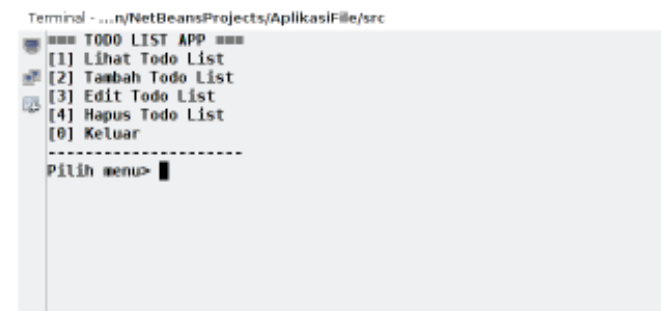 Terminal - ...n/NetBeansProjects/AplikasiFile/src
=== TODO LIST APP ===
[1] Lihat Todo List
[2] Tambah Todo List
[3] Edit Todo List
[4] Hapus Todo List
[0] Keluar
---------------------
Pilih menu>